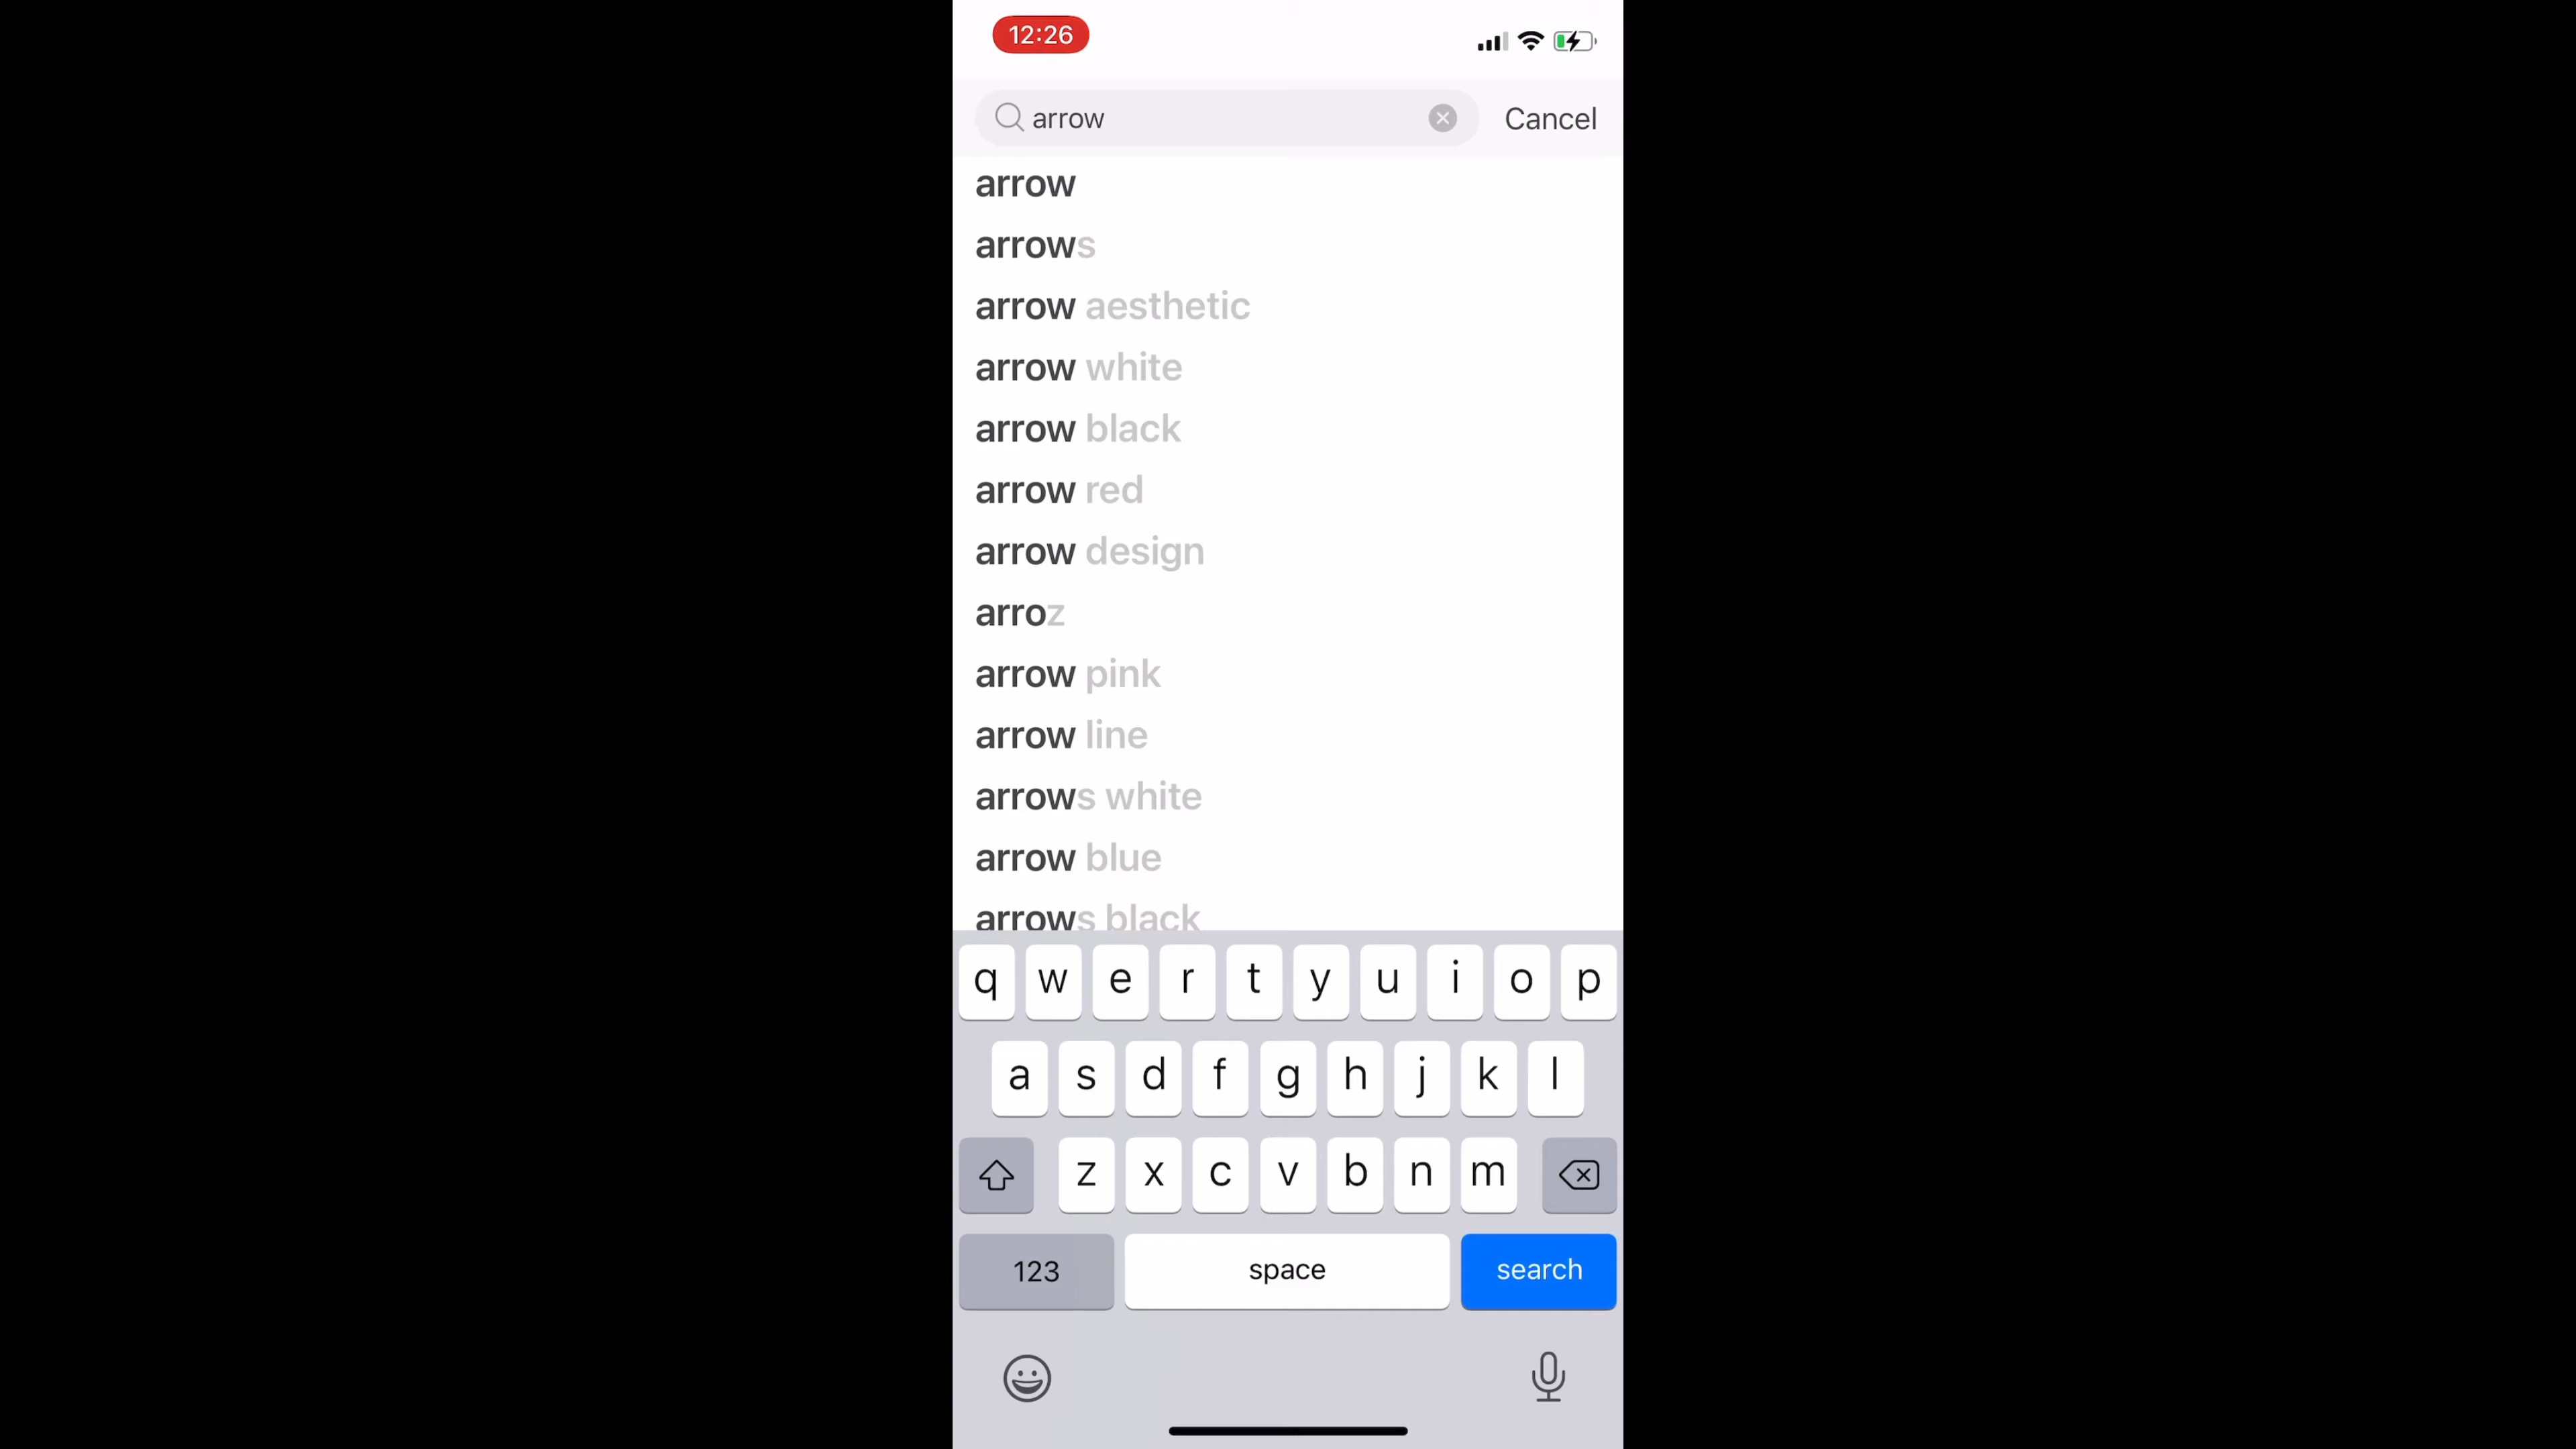 12:26
arrow
Cancel
arrow
arrows
arrow aesthetic
arrow white
arrow black
arrow red
arrow design
arroz
arrow pink
arrow line
arrows white
arrow blue
arrows black
q w e r t y u i o p
a s d f g h j k l
z x c v b n m
123 space search